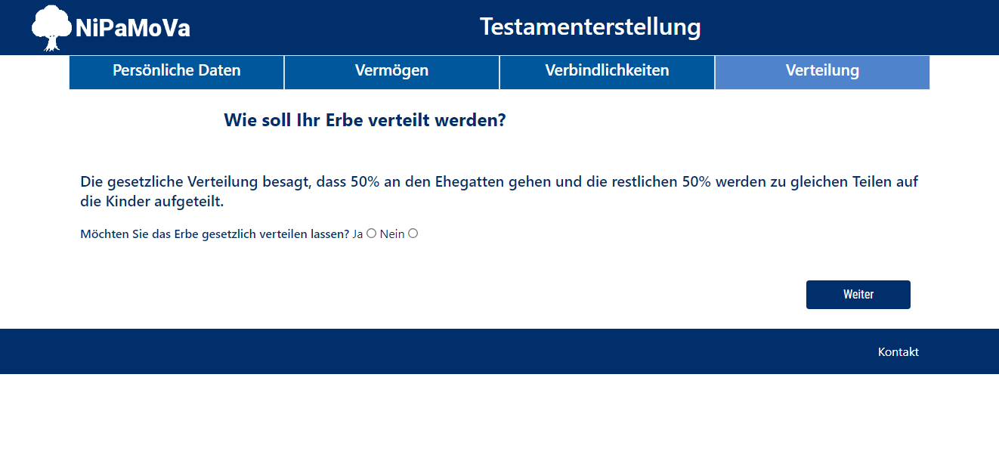 NiPaMoVa
Testamenterstellung
Persönliche Daten
Vermögen
Verbindlichkeiten
Verteilung
Wie soll Ihr Erbe verteilt werden?
Die gesetzliche Verteilung besagt, dass 50% an den Ehegatten gehen und die restlichen 50% werden zu gleichen Teilen auf
die Kinder aufgeteilt.
Möchten Sie das Erbe gesetzlich verteilen lassen? Ja Nein
Weiter
Kontakt